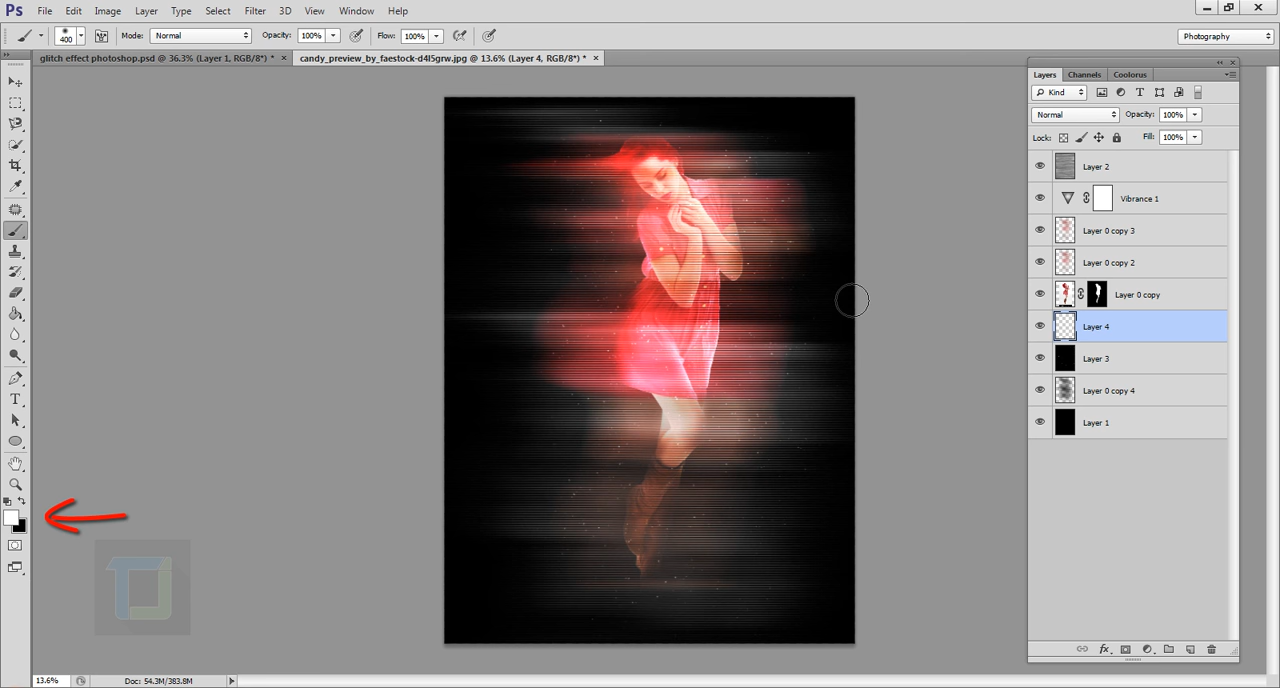 Ps File Edit Image Layer Type Select Filter 3D View Window Help
400 Mode: Normal Opacity: 100% Flow: 100% Photography
glitch effect photoshop.psd @ 36.3% (Layer 1, RGB/8*) * × candy_preview_by_faestock-d4l5grw.jpg @ 13.6% (Layer 4, RGB/8*) * ×
Layers Channels Coolorus
Kind
Normal Opacity: 100%
Lock: Fill: 100%
Layer 2
Vibrance 1
Layer 0 copy 3
Layer 0 copy 2
Layer 0 copy
Layer 4
Layer 3
Layer 0 copy 4
Layer 1
13.6% Doc: 54.3M/383.8M